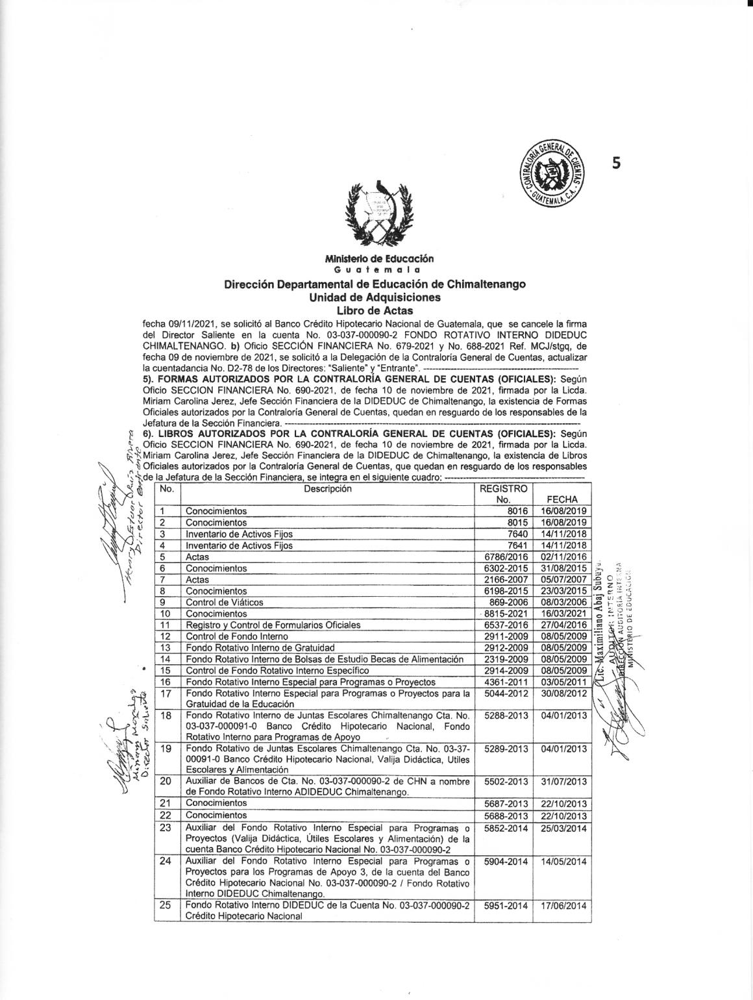 CONTRALORÍA GENERAL DE CUENTAS
GUATEMALA, C.A.
5
Ministerio de Educación
Guatemala
Dirección Departamental de Educación de Chimaltenango
Unidad de Adquisiciones
Libro de Actas
fecha 09/11/2021, se solicitó al Banco Crédito Hipotecario Nacional de Guatemala, que se cancele la firma
del Director Saliente en la cuenta No. 03-037-000090-2 FONDO ROTATIVO INTERNO DIDEDUC
CHIMALTENANGO. b) Oficio SECCIÓN FINANCIERA No. 679-2021 y No. 688-2021 Ref. MCJ/stgq, de
fecha 09 de noviembre de 2021, se solicitó a la Delegación de la Contraloría General de Cuentas, actualizar
la cuentadancia No. D2-78 de los Directores: "Saliente" y "Entrante". ----------------------------------------
5). FORMAS AUTORIZADOS POR LA CONTRALORÍA GENERAL DE CUENTAS (OFICIALES): Según
Oficio SECCION FINANCIERA No. 690-2021, de fecha 10 de noviembre de 2021, firmada por la Licda.
Miriam Carolina Jerez, Jefe Sección Financiera de la DIDEDUC de Chimaltenango, la existencia de Formas
Oficiales autorizados por la Contraloría General de Cuentas, quedan en resguardo de los responsables de la
Jefatura de la Sección Financiera. ----------------------------------------------------------------------------
6). LIBROS AUTORIZADOS POR LA CONTRALORÍA GENERAL DE CUENTAS (OFICIALES): Según
Oficio SECCION FINANCIERA No. 690-2021, de fecha 10 de noviembre de 2021, firmada por la Licda.
Miriam Carolina Jerez, Jefe Sección Financiera de la DIDEDUC de Chimaltenango, la existencia de Libros
Oficiales autorizados por la Contraloría General de Cuentas, que quedan en resguardo de los responsables
de la Jefatura de la Sección Financiera, se integra en el siguiente cuadro: ------------------------------------
No. Descripción REGISTRO
No. FECHA
1 Conocimientos 8016 16/08/2019
2 Conocimientos 8015 16/08/2019
3 Inventario de Activos Fijos 7640 14/11/2018
4 Inventario de Activos Fijos 7641 14/11/2018
5 Actas 6786/2016 02/11/2016
6 Conocimientos 6302-2015 31/08/2015
7 Actas 2166-2007 05/07/2007
8 Conocimientos 6198-2015 23/03/2015
9 Control de Viáticos 869-2006 08/03/2006
10 Conocimientos 8815-2021 16/03/2021
11 Registro y Control de Formularios Oficiales 6537-2016 27/04/2016
12 Control de Fondo Interno 2911-2009 08/05/2009
13 Fondo Rotativo Interno de Gratuidad 2912-2009 08/05/2009
14 Fondo Rotativo Interno de Bolsas de Estudio Becas de Alimentación 2319-2009 08/05/2009
15 Control de Fondo Rotativo Interno Específico 2914-2009 08/05/2009
16 Fondo Rotativo Interno Especial para Programas o Proyectos 4361-2011 03/05/2011
17 Fondo Rotativo Interno Especial para Programas o Proyectos para la 5044-2012 30/08/2012
Gratuidad de la Educación
18 Fondo Rotativo Interno de Juntas Escolares Chimaltenango Cta. No. 5288-2013 04/01/2013
03-037-000091-0 Banco Crédito Hipotecario Nacional, Fondo
Rotativo Interno para Programas de Apoyo
19 Fondo Rotativo de Juntas Escolares Chimaltenango Cta. No. 03-37- 5289-2013 04/01/2013
00091-0 Banco Crédito Hipotecario Nacional, Valija Didáctica, Utiles
Escolares y Alimentación
20 Auxiliar de Bancos de Cta. No. 03-037-000090-2 de CHN a nombre 5502-2013 31/07/2013
de Fondo Rotativo Interno ADIDEDUC Chimaltenango.
21 Conocimientos 5687-2013 22/10/2013
22 Conocimientos 5688-2013 22/10/2013
23 Auxiliar del Fondo Rotativo Interno Especial para Programas o 5852-2014 25/03/2014
Proyectos (Valija Didáctica, Útiles Escolares y Alimentación) de la
cuenta Banco Crédito Hipotecario Nacional No. 03-037-000090-2
24 Auxiliar del Fondo Rotativo Interno Especial para Programas o 5904-2014 14/05/2014
Proyectos para los Programas de Apoyo 3, de la cuenta del Banco
Crédito Hipotecario Nacional No. 03-037-000090-2 / Fondo Rotativo
Interno DIDEDUC Chimaltenango.
25 Fondo Rotativo Interno DIDEDUC de la Cuenta No. 03-037-000090-2 5951-2014 17/06/2014
Crédito Hipotecario Nacional
Director Entrante
Director Saliente
Lic. Maximiliano Abaj Subuyu.
AUDITOR INTERNO
DIRECCIÓN AUDITORÍA INTERNA
MINISTERIO DE EDUCACIÓN